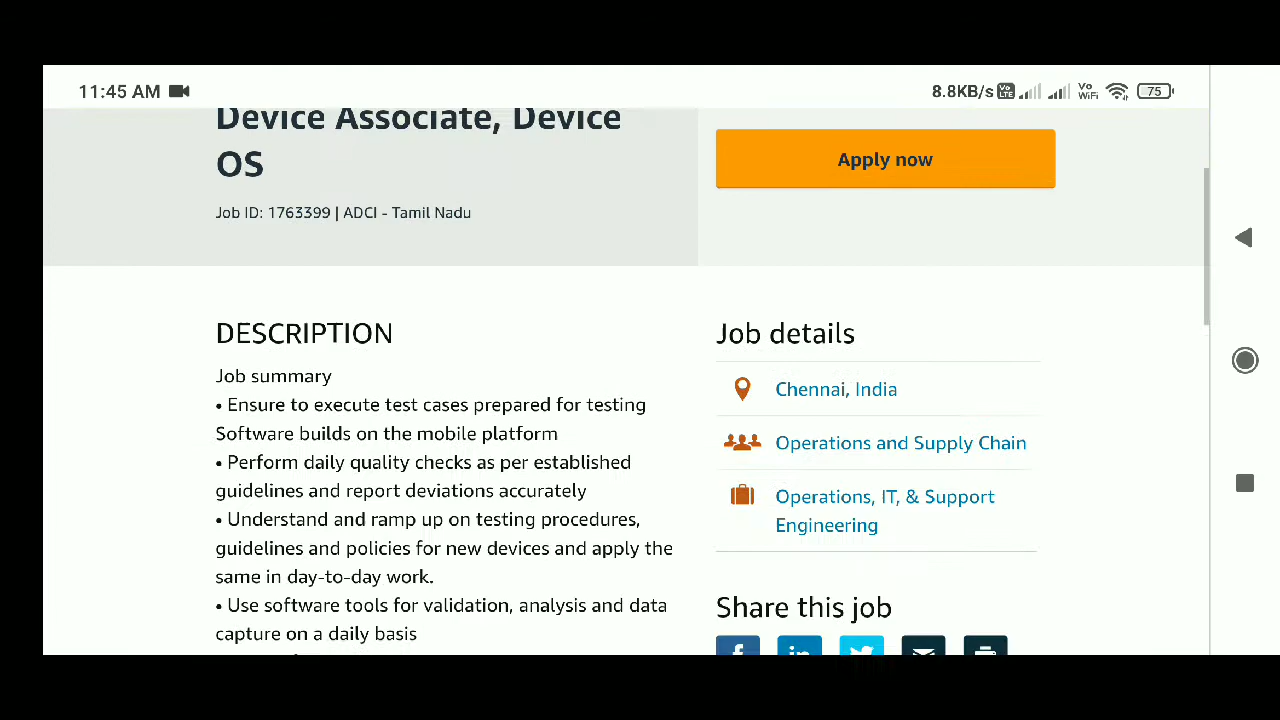 11:45 AM
8.8KB/s Vo LTE Vo WiFi 75
Device Associate, Device
OS
Job ID: 1763399 | ADCI - Tamil Nadu
Apply now
DESCRIPTION
Job summary
• Ensure to execute test cases prepared for testing
Software builds on the mobile platform
• Perform daily quality checks as per established
guidelines and report deviations accurately
• Understand and ramp up on testing procedures,
guidelines and policies for new devices and apply the
same in day-to-day work.
• Use software tools for validation, analysis and data
capture on a daily basis
Job details
Chennai, India
Operations and Supply Chain
Operations, IT, & Support
Engineering
Share this job